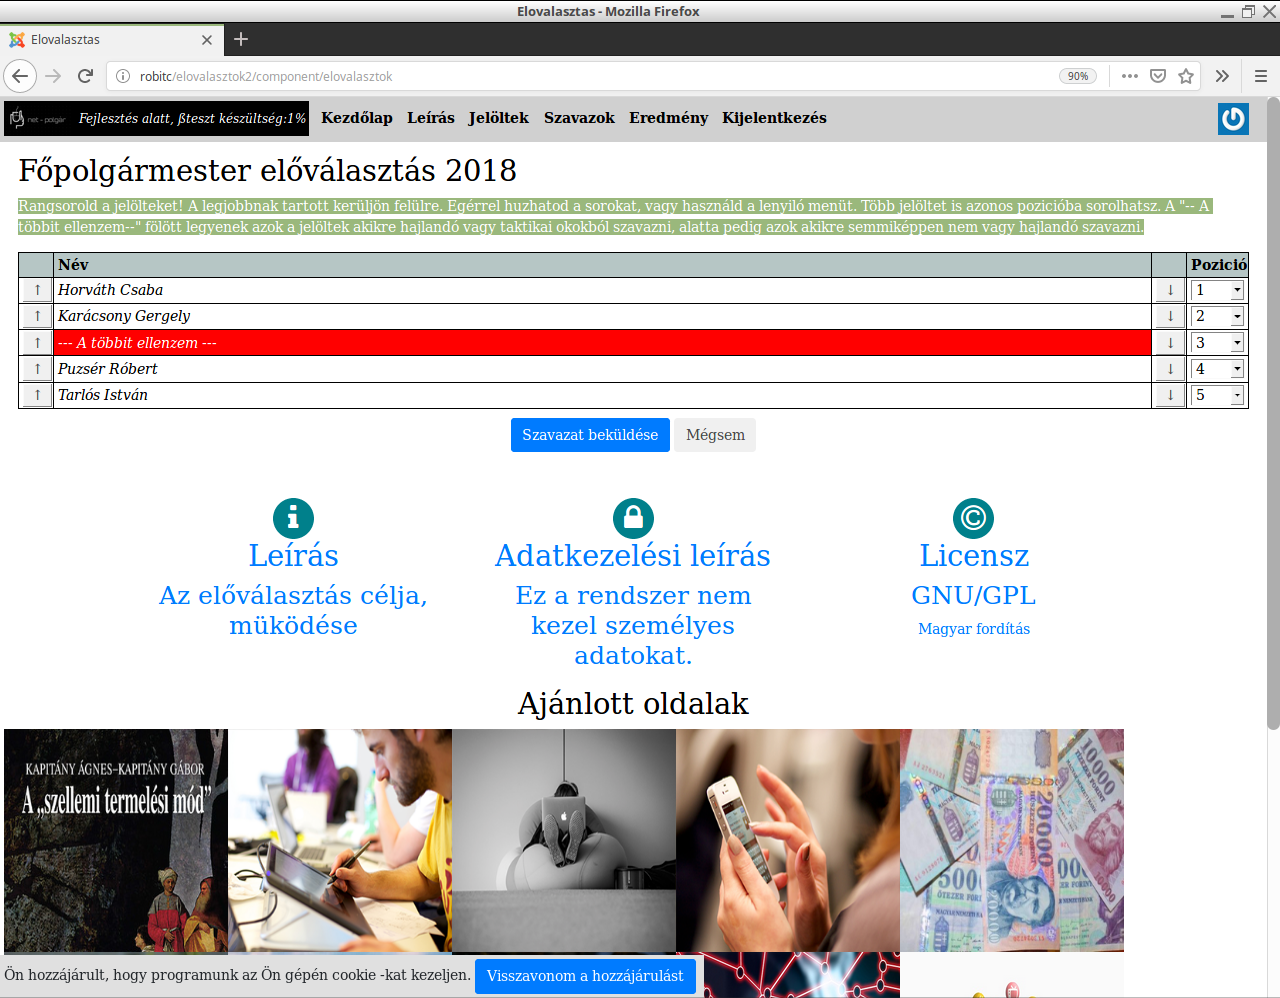 Elovalasztas - Mozilla Firefox
Elovalasztas
robitc/elovalasztok2/component/elovalasztok
90%
net - polgár
Fejlesztés alatt, ßteszt készültség:1%
Kezdőlap Leírás Jelöltek Szavazok Eredmény Kijelentkezés
Főpolgármester előválasztás 2018
Rangsorold a jelölteket! A legjobbnak tartott kerüljön felülre. Egérrel huzhatod a sorokat, vagy használd a lenyiló menüt. Több jelöltet is azonos pozicióba sorolhatsz. A "-- A
többit ellenzem--" fölött legyenek azok a jelöltek akikre hajlandó vagy taktikai okokból szavazni, alatta pedig azok akikre semmiképpen nem vagy hajlandó szavazni.
Név Pozició
↑ Horváth Csaba ↓ 1
↑ Karácsony Gergely ↓ 2
↑ --- A többit ellenzem --- ↓ 3
↑ Puzsér Róbert ↓ 4
↑ Tarlós István ↓ 5
Szavazat beküldése Mégsem
Leírás
Az előválasztás célja,
müködése
Adatkezelési leírás
Ez a rendszer nem
kezel személyes
adatokat.
Licensz
GNU/GPL
Magyar fordítás
Ajánlott oldalak
KAPITÁNY ÁGNES–KAPITÁNY GÁBOR
A „szellemi termelési mód”
10000
20000
5000
Ön hozzájárult, hogy programunk az Ön gépén cookie -kat kezeljen. Visszavonom a hozzájárulást